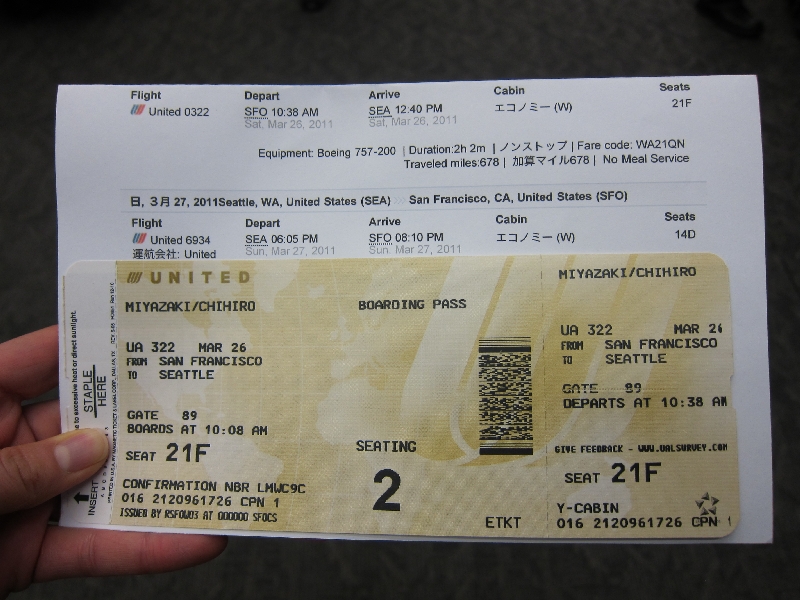 Flight Depart Arrive Cabin Seats
United 0322 SFO 10:38 AM SEA 12:40 PM エコノミー (W) 21F
Sat, Mar 26, 2011 Sat, Mar 26, 2011
Equipment: Boeing 757-200 | Duration:2h 2m | ノンストップ | Fare code: WA21QN
Traveled miles:678 | 加算マイル678 | No Meal Service
日, 3月 27, 2011Seattle, WA, United States (SEA) San Francisco, CA, United States (SFO)
Flight Depart Arrive Cabin Seats
United 6934 SEA 06:05 PM SFO 08:10 PM エコノミー (W) 14D
運航会社: United Sun, Mar 27, 2011 Sun, Mar 27, 2011
UNITED
MIYAZAKI/CHIHIRO BOARDING PASS
UA 322 MAR 26
FROM SAN FRANCISCO
TO SEATTLE
GATE 89
BOARDS AT 10:08 AM
SEAT 21F
CONFIRMATION NBR LMWC9C
016 2120961726 CPN 1
ISSUED BY RSFOW03 AT 000000 SFOCS
SEATING
2
ETKT
MIYAZAKI/CHIHIRO
UA 322 MAR 26
FROM SAN FRANCISCO
TO SEATTLE
GATE 89
DEPARTS AT 10:38 AM
GIVE FEEDBACK - WWW.UALSURVEY.COM
SEAT 21F
Y-CABIN
016 2120961726 CPN 1
STAPLE
HERE
INSERT
to excessive heat or direct sunlight.